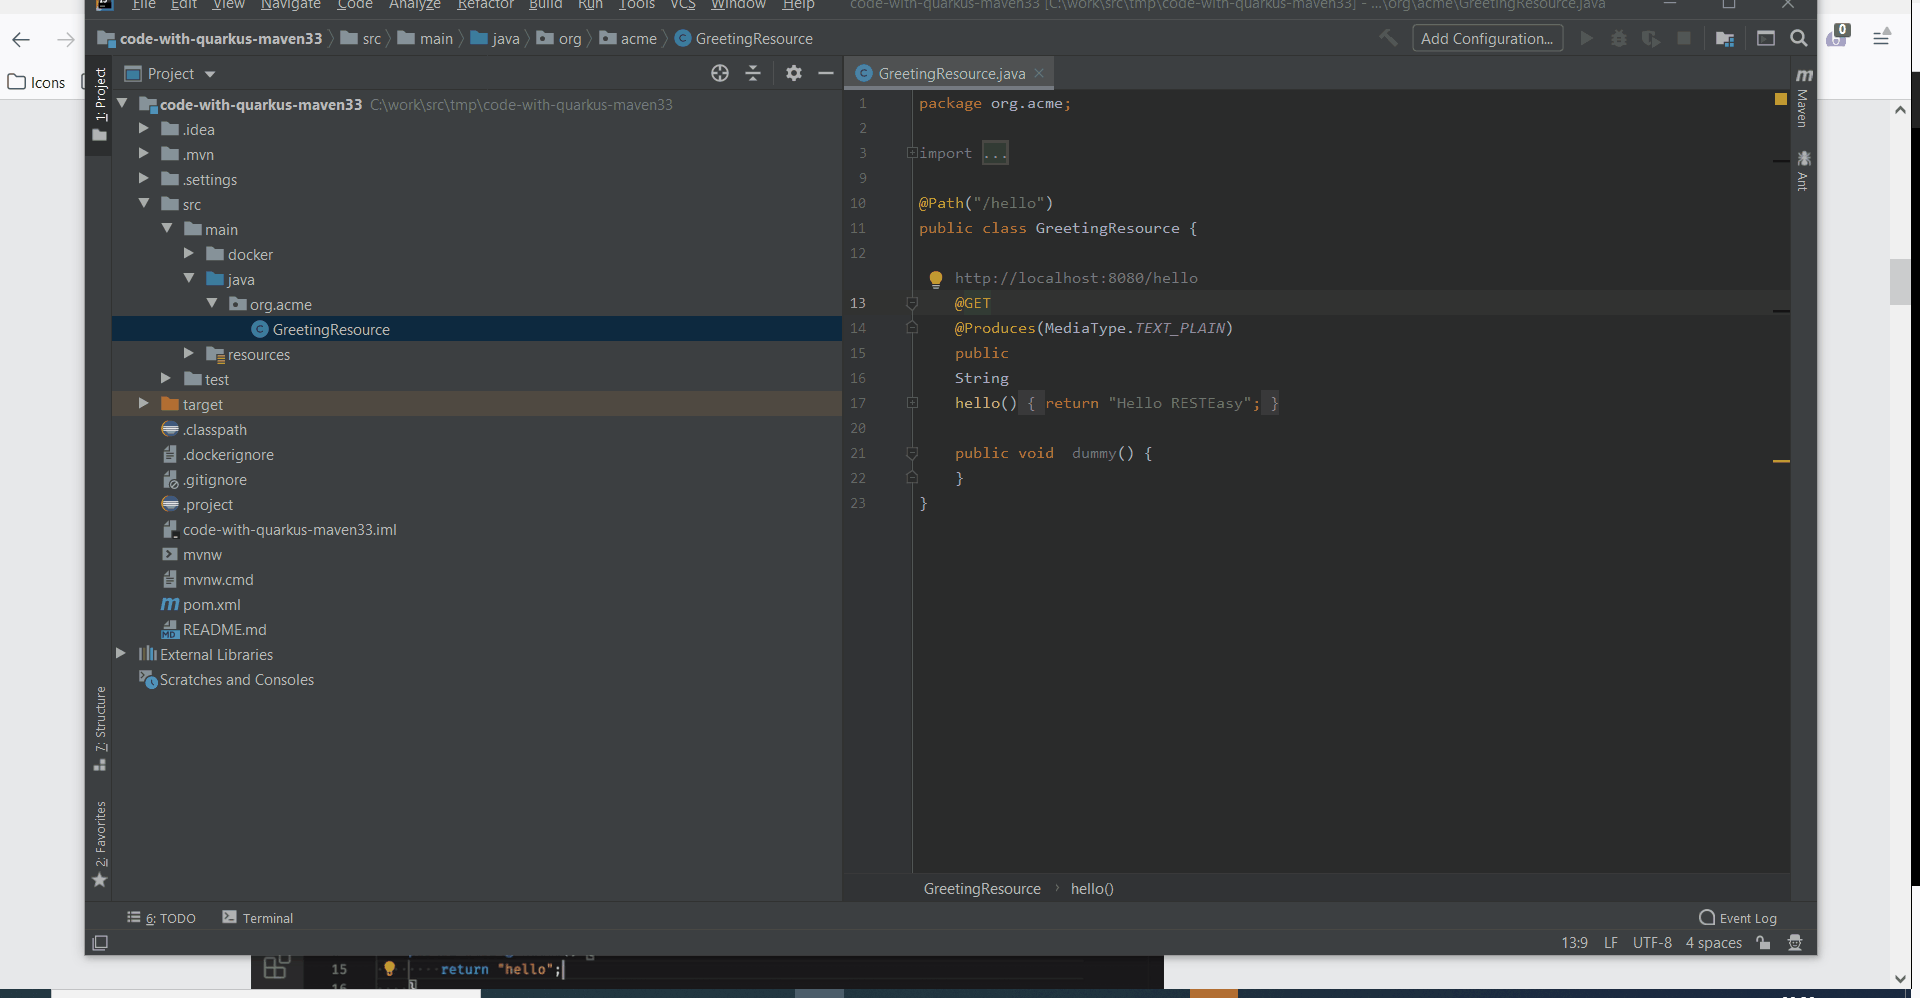 File Edit View Navigate Code Analyze Refactor Build Run Tools VCS Window Help code-with-quarkus-maven33 [C:\work\src\tmp\code-with-quarkus-maven33] - ...\org\acme\GreetingResource.java
code-with-quarkus-maven33 src main java org acme GreetingResource Add Configuration... 0
Icons
1: Project
Project
GreetingResource.java
Maven
Ant
code-with-quarkus-maven33 C:\work\src\tmp\code-with-quarkus-maven33
.idea
.mvn
.settings
src
main
docker
java
org.acme
GreetingResource
resources
test
target
.classpath
.dockerignore
.gitignore
.project
code-with-quarkus-maven33.iml
mvnw
mvnw.cmd
pom.xml
README.md
External Libraries
Scratches and Consoles
7: Structure
2: Favorites
1 package org.acme;
2
3 import ...
9
10 @Path("/hello")
11 public class GreetingResource {
12
http://localhost:8080/hello
13 @GET
14 @Produces(MediaType.TEXT_PLAIN)
15 public
16 String
17 hello() { return "Hello RESTEasy"; }
20
21 public void dummy() {
22 }
23 }
GreetingResource › hello()
6: TODO Terminal Event Log
13:9 LF UTF-8 4 spaces
15 return "hello";
16 }